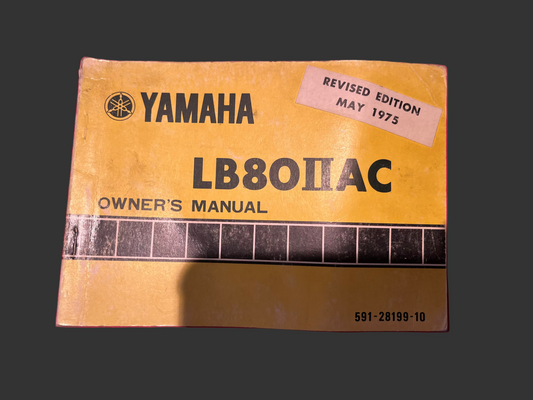 REVISED EDITION
MAY 1975
YAMAHA
LB80IIAC
OWNER'S MANUAL
591-28199-10